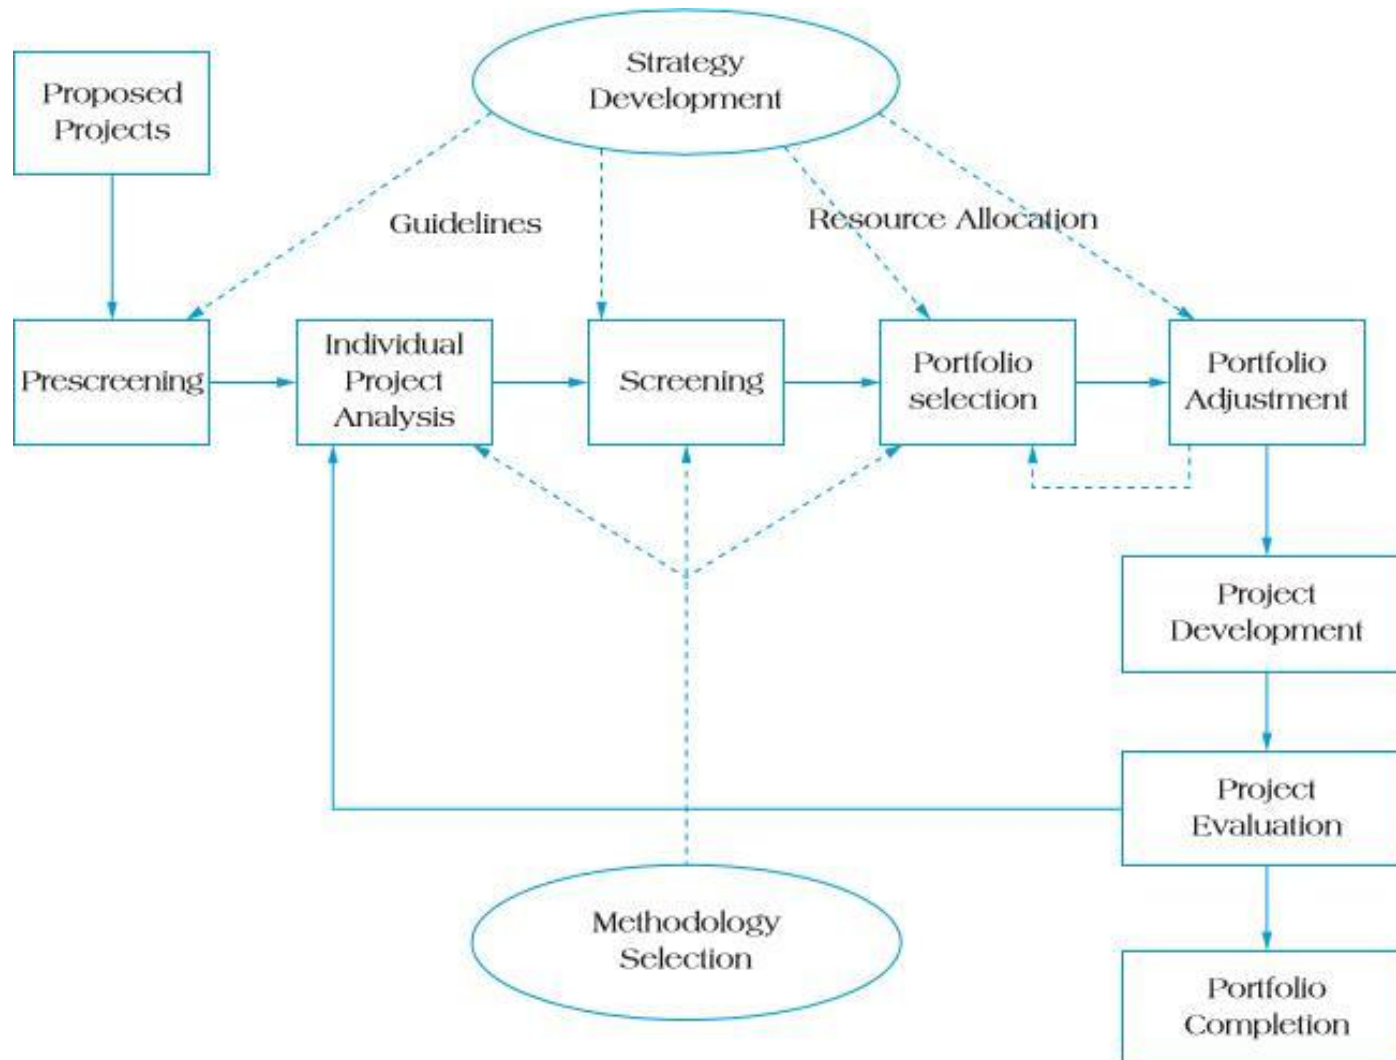 Strategy
Development
Proposed
Projects
Guidelines
Resource Allocation
Prescreening
Individual
Project
Analysis
Screening
Portfolio
selection
Portfolio
Adjustment
Project
Development
Project
Evaluation
Methodology
Selection
Portfolio
Completion